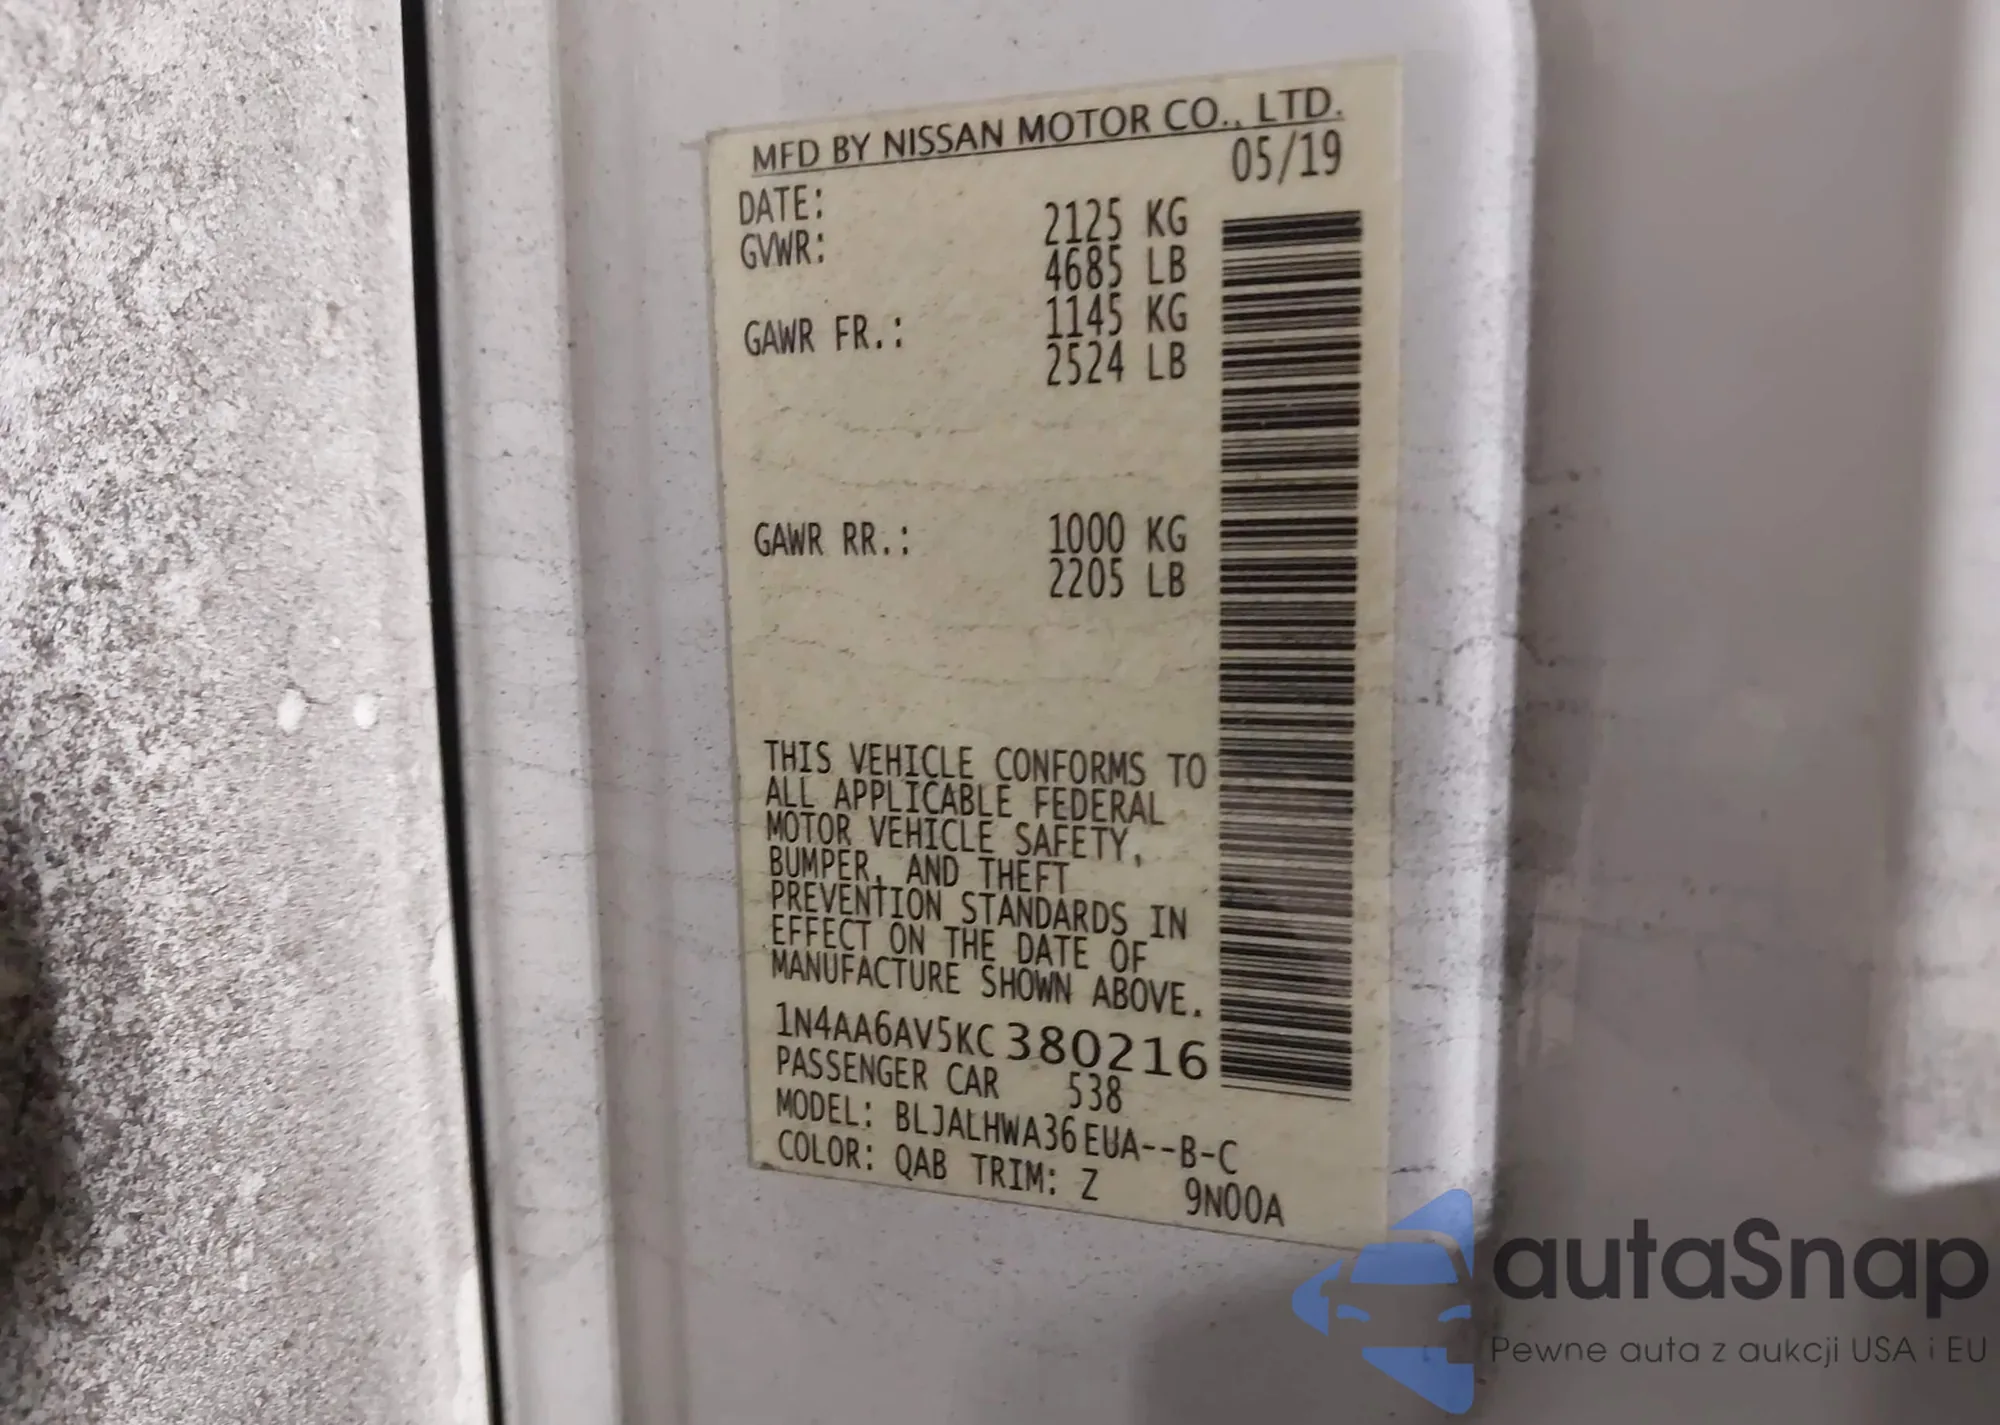 MFD BY NISSAN MOTOR CO., LTD.
DATE: 05/19
GVWR: 2125 KG
4685 LB
GAWR FR.: 1145 KG
2524 LB
GAWR RR.: 1000 KG
2205 LB
THIS VEHICLE CONFORMS TO
ALL APPLICABLE FEDERAL
MOTOR VEHICLE SAFETY,
BUMPER, AND THEFT
PREVENTION STANDARDS IN
EFFECT ON THE DATE OF
MANUFACTURE SHOWN ABOVE.
1N4AA6AV5KC380216
PASSENGER CAR 538
MODEL: BLJALHWA36EUA--B-C
COLOR: QAB TRIM: Z 9N00A
autaSnap
Pewne auta z aukcji USA i EU